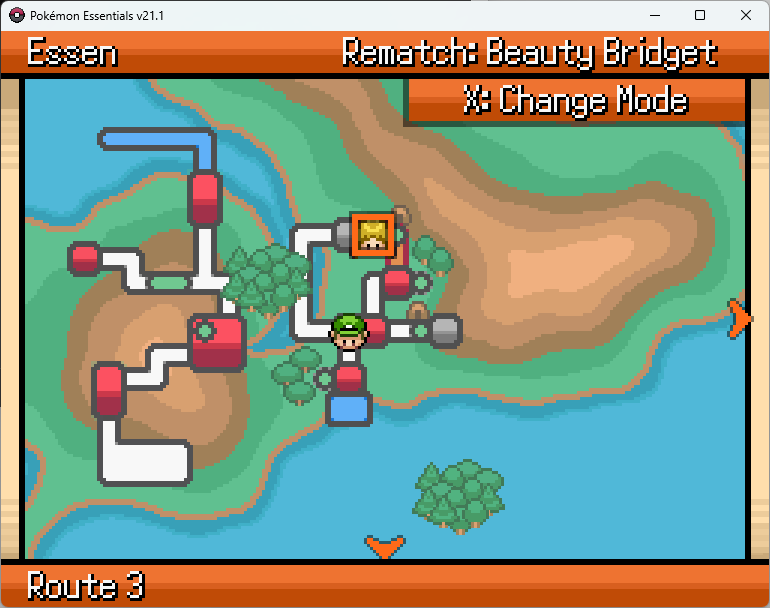 Pokémon Essentials v21.1
Essen
Rematch: Beauty Bridget
X: Change Mode
Route 3